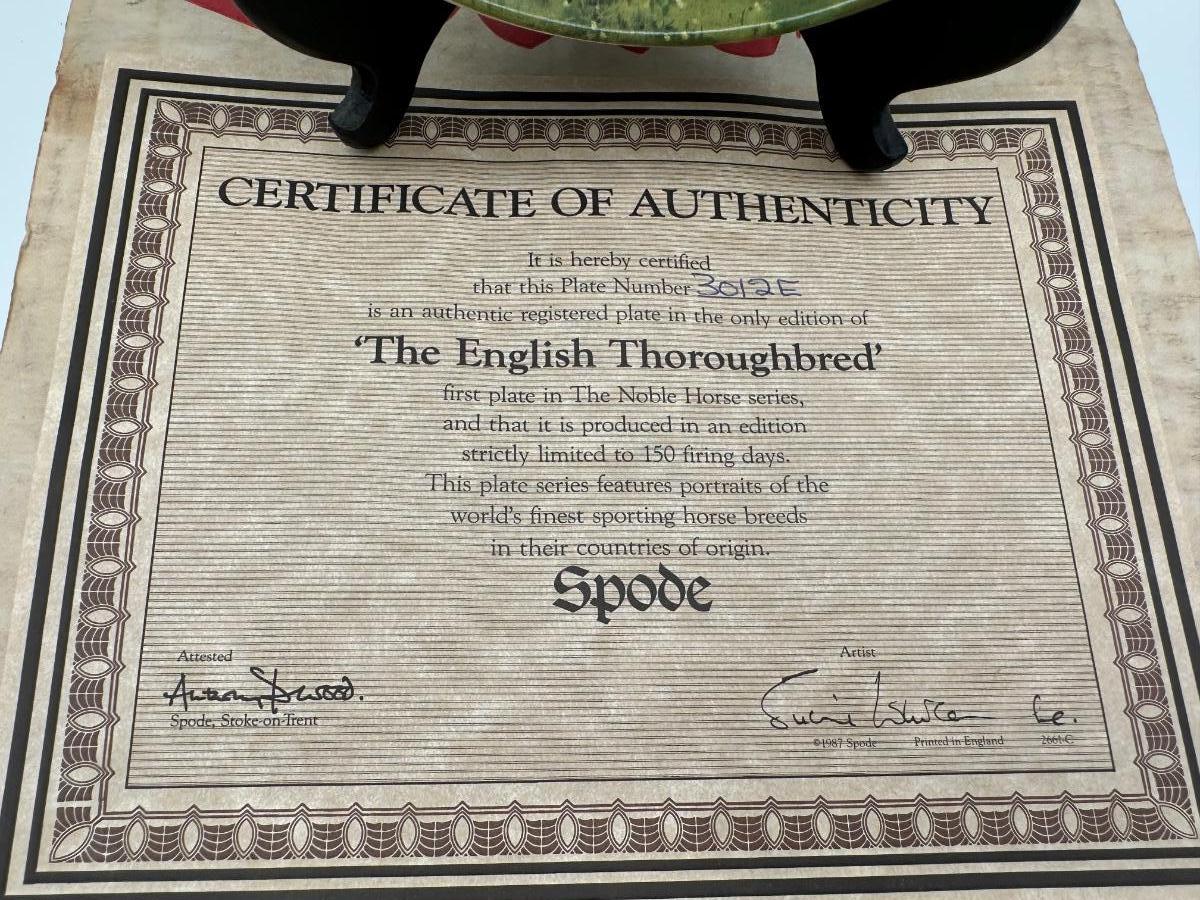 CERTIFICATE OF AUTHENTICITY
It is hereby certified
that this Plate Number 3012E
is an authentic registered plate in the only edition of
‘The English Thoroughbred’
first plate in The Noble Horse series,
and that it is produced in an edition
strictly limited to 150 firing days.
This plate series features portraits of the
world's finest sporting horse breeds
in their countries of origin.
Spode
Attested
Artist
Spode, Stoke-on-Trent
©1987 Spode Printed in England 2661-C